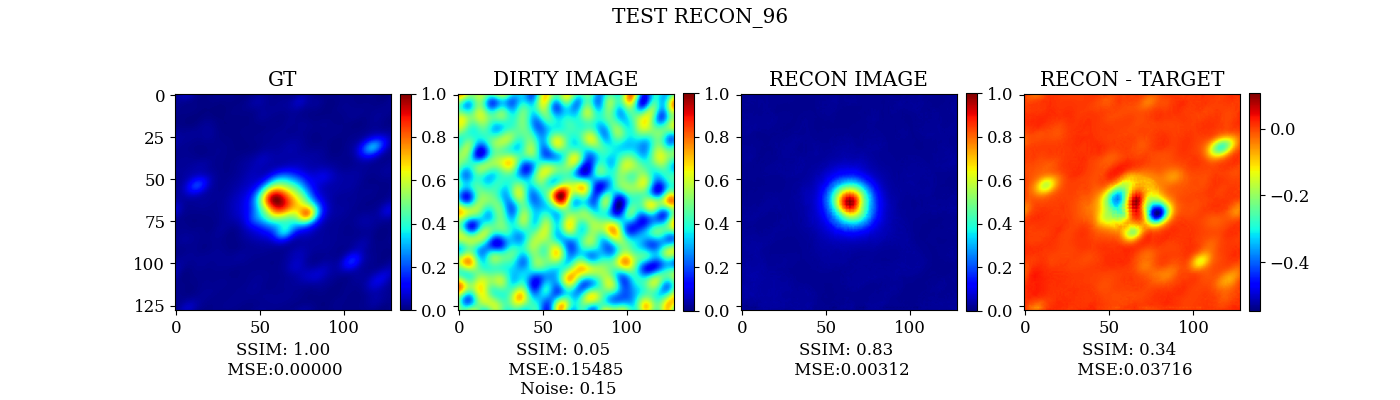 TEST RECON_96
GT
DIRTY IMAGE
RECON IMAGE
RECON - TARGET
0
25
50
75
100
125
0 50 100
1.0
0.8
0.6
0.4
0.2
0.0
0 50 100
1.0
0.8
0.6
0.4
0.2
0.0
0 50 100
1.0
0.8
0.6
0.4
0.2
0.0
0 50 100
0.0
−0.2
−0.4
SSIM: 1.00
MSE:0.00000
SSIM: 0.05
MSE:0.15485
Noise: 0.15
SSIM: 0.83
MSE:0.00312
SSIM: 0.34
MSE:0.03716